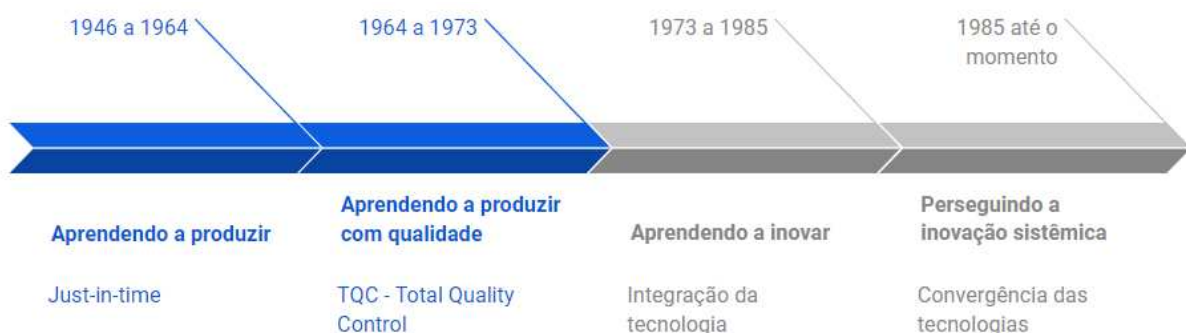 1946 a 1964
1964 a 1973
1973 a 1985
1985 até o
momento
Aprendendo a produzir
Aprendendo a produzir
com qualidade
Aprendendo a inovar
Perseguindo a
inovação sistêmica
Just-in-time
TQC - Total Quality
Control
Integração da
tecnologia
Convergência das
tecnologias